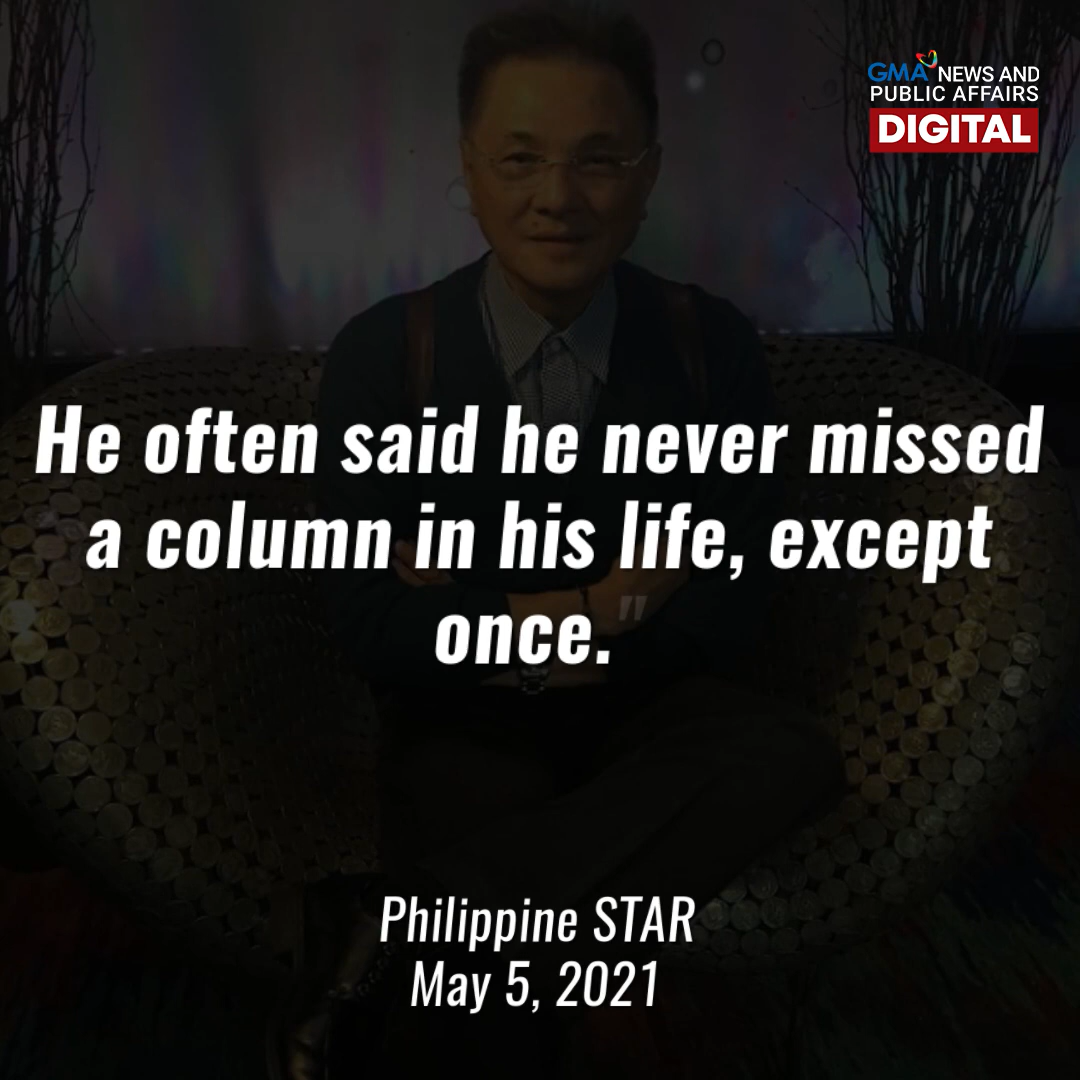 GMA NEWS AND
PUBLIC AFFAIRS
DIGITAL
He often said he never missed
a column in his life, except
once."
Philippine STAR
May 5, 2021